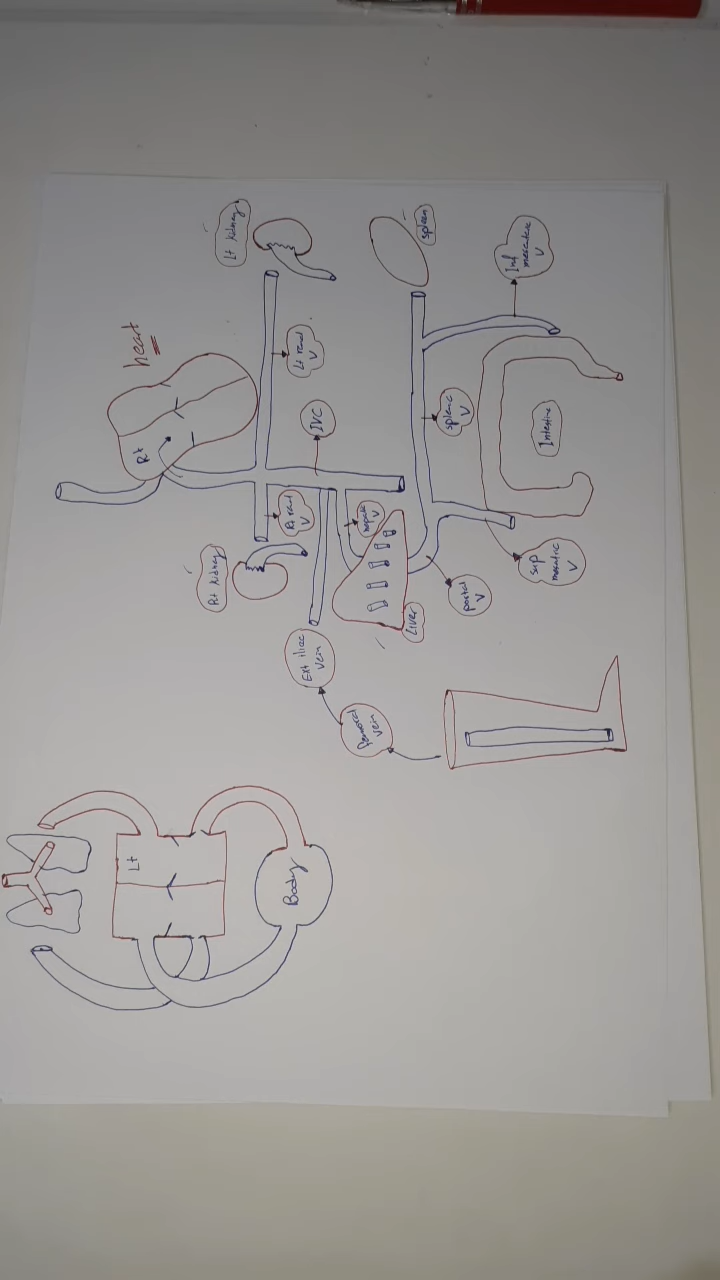 heart
Rt
Lt kidney
Lt renal
V
IVC
Rt renal
V
Rt kidney
hepatic
V
Liver
spleen
splenic
V
Inf
mesenteric
V
Intestine
sup
mesentric
V
portal
V
Ext iliac
vein
femoral
vein
Lt
Body